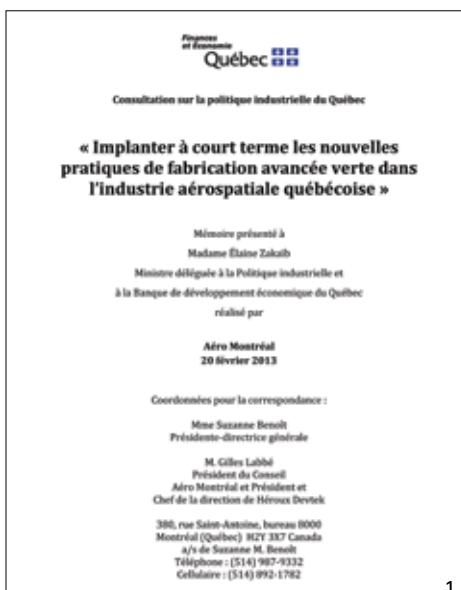 Finances
et Économie
Québec
Consultation sur la politique industrielle du Québec
« Implanter à court terme les nouvelles
pratiques de fabrication avancée verte dans
l'industrie aérospatiale québécoise »
Mémoire présenté à
Madame Élaine Zakaïb
Ministre déléguée à la Politique industrielle et
à la Banque de développement économique du Québec
réalisé par
Aéro Montréal
20 février 2013
Coordonnées pour la correspondance :
Mme Suzanne Benoît
Présidente-directrice générale
M. Gilles Labbé
Président du Conseil
Aéro Montréal et Président et
Chef de la direction de Héroux Devtek
380, rue Saint-Antoine, bureau 8000
Montréal (Québec) H2Y 3X7 Canada
a/s de Suzanne M. Benoît
Téléphone : (514) 987-9332
Cellulaire : (514) 892-1782
1